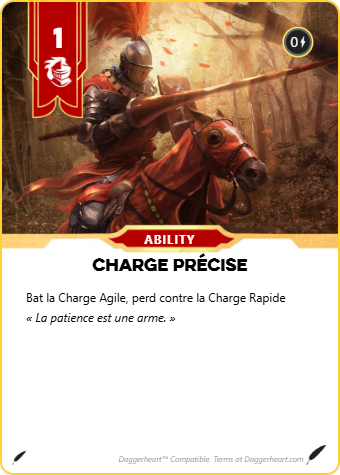 1
0
ABILITY
CHARGE PRÉCISE
Bat la Charge Agile, perd contre la Charge Rapide
« La patience est une arme. »
Daggerheart™ Compatible. Terms at Daggerheart.com